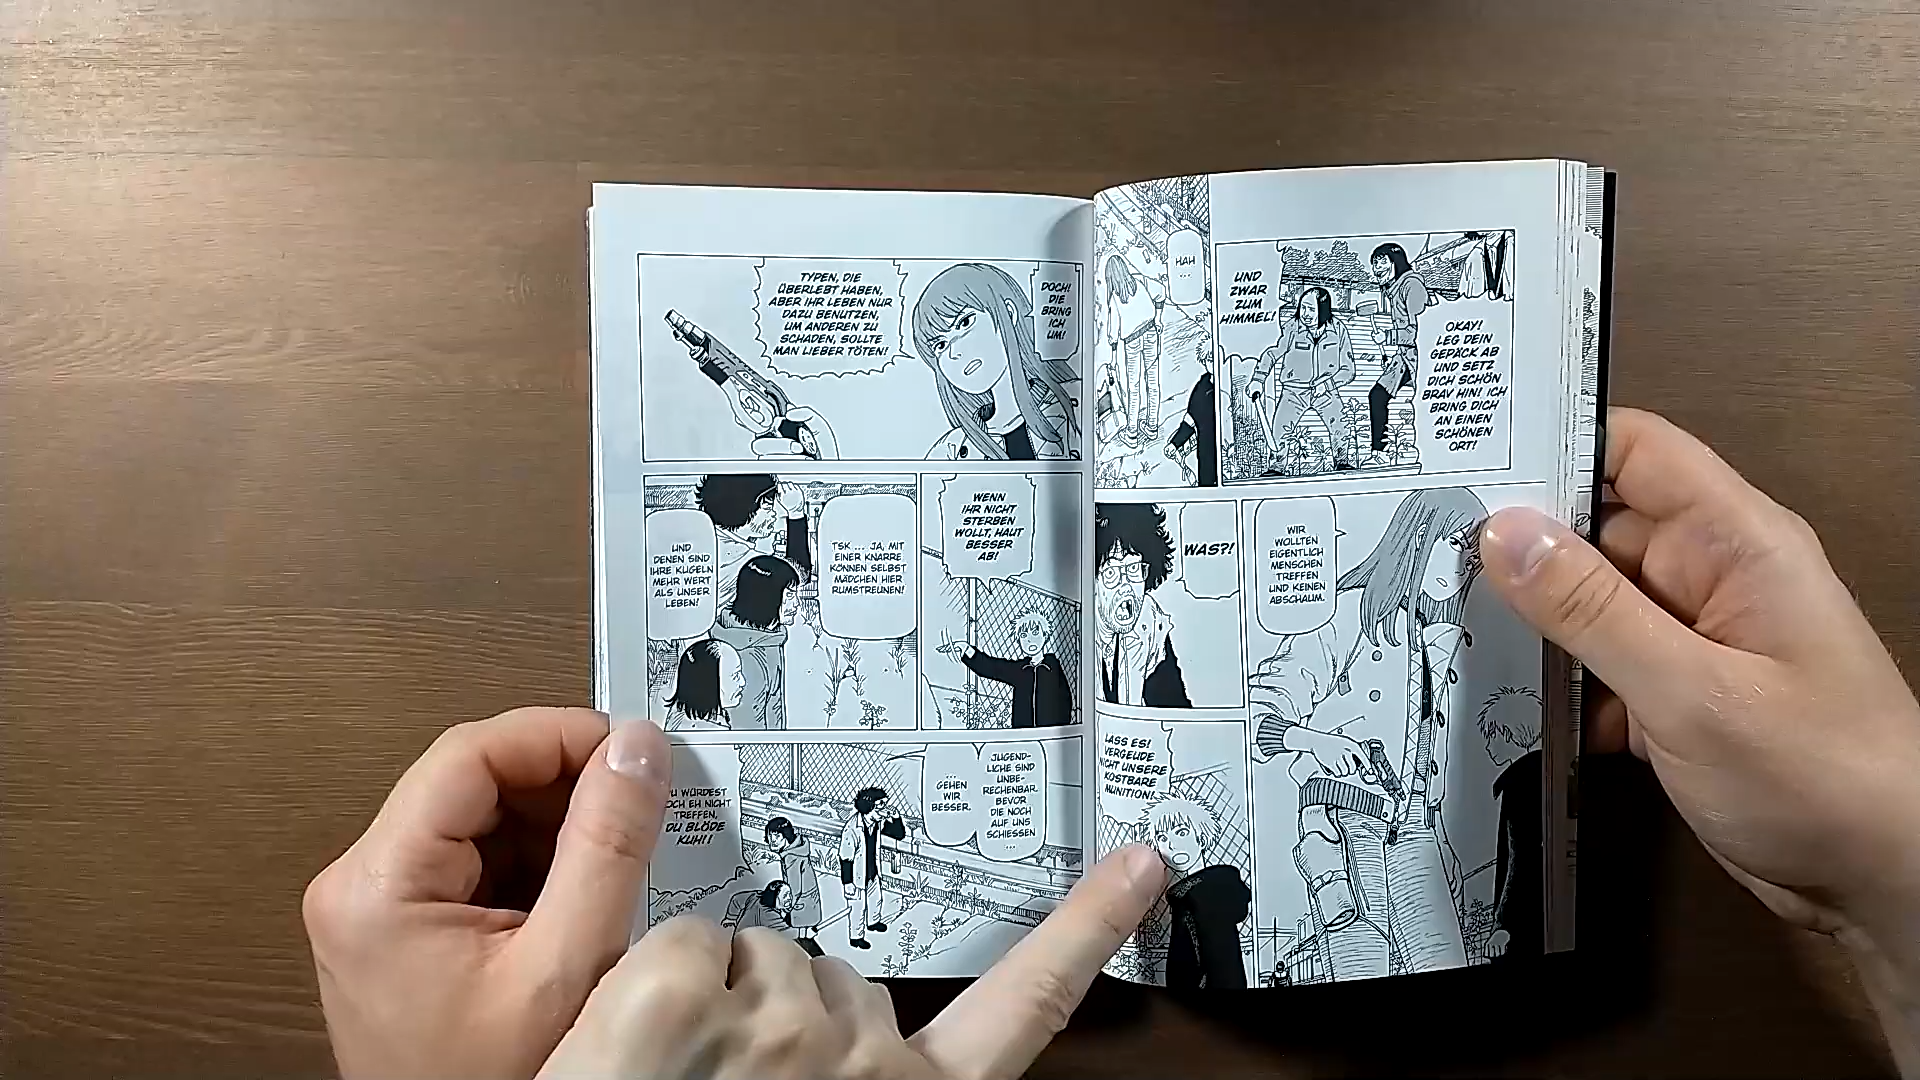 OKAY!
LEG DEIN
GEPÄCK AB
UND SETZ
DICH SCHÖN
BRAV HIN! ICH
BRING DICH
AN EINEN
SCHÖNEN
ORT!
UND
ZWAR
ZUM
HIMMEL!
HAH
...
WIR
WOLLTEN
EIGENTLICH
MENSCHEN
TREFFEN
UND KEINEN
ABSCHAUM.
WAS?!
LASS ES!
VERGEUDE
NICHT UNSERE
KOSTBARE
MUNITION!
DOCH!
DIE
BRING
ICH
UM!
TYPEN, DIE
ÜBERLEBT HABEN,
ABER IHR LEBEN NUR
DAZU BENUTZEN,
UM ANDEREN ZU
SCHADEN, SOLLTE
MAN LIEBER TÖTEN!
WENN
IHR NICHT
STERBEN
WOLLT, HAUT
BESSER
AB!
TSK ... JA, MIT
EINER KNARRE
KÖNNEN SELBST
MÄDCHEN HIER
RUMSTREUNEN!
UND
DENEN SIND
IHRE KUGELN
MEHR WERT
ALS UNSER
LEBEN!
JUGEND-
LICHE SIND
UNBE-
RECHENBAR.
BEVOR
DIE NOCH
AUF UNS
SCHIESSEN
...
...
GEHEN
WIR
BESSER.
U WÜRDEST
OCH EH NICHT
TREFFEN,
DU BLÖDE
KUH!!